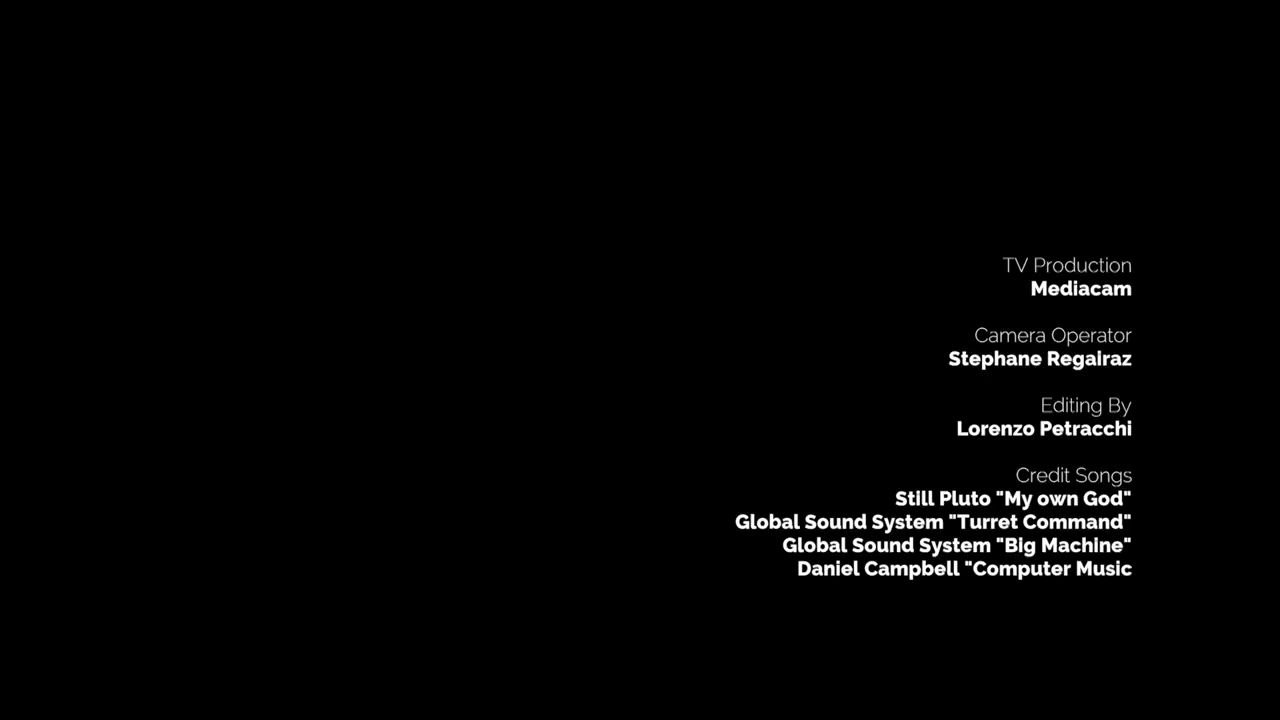 TV Production
Mediacam
Camera Operator
Stephane Regairaz
Editing By
Lorenzo Petracchi
Credit Songs
Still Pluto "My own God"
Global Sound System "Turret Command"
Global Sound System "Big Machine"
Daniel Campbell "Computer Music